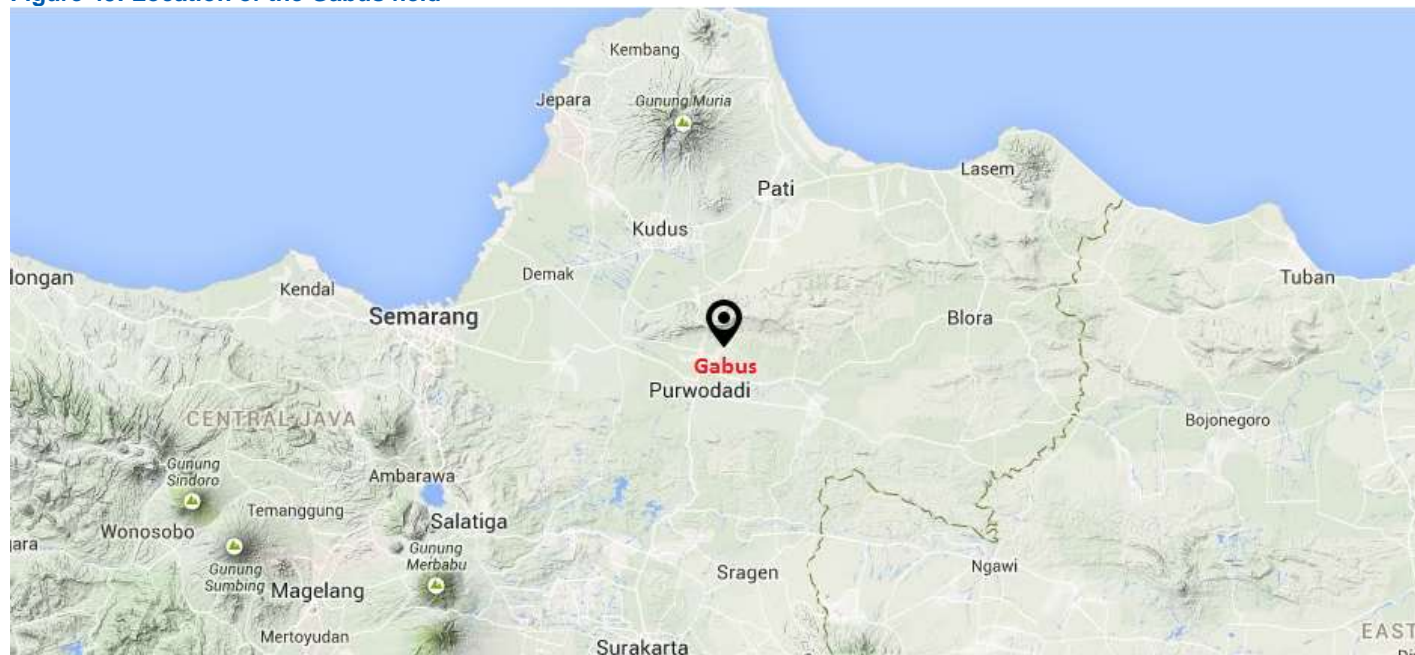 Kembang
Jepara
Gunung Muria
Lasem
Pati
Kudus
longan
Kendal
Demak
Tuban
Semarang
Blora
Gabus
Purwodadi
CENTRAL JAVA
Bojonegoro
Gunung
Sindoro
Ambarawa
Temanggung
Salatiga
Wonosobo
ara
Gunung
Merbabu
Gunung
Sumbing
Magelang
Sragen
Ngawi
Mertoyudan
Surakarta
EAST